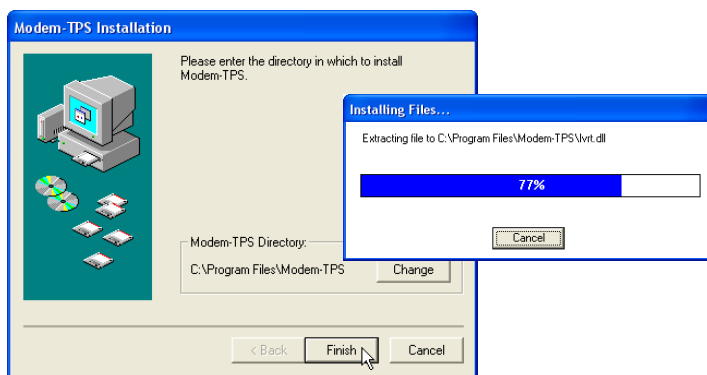 Modem-TPS Installation
Please enter the directory in which to install
Modem-TPS.
Installing Files...
Extracting file to C:\Program Files\Modem-TPS\lvrt.dll
77%
Cancel
Modem-TPS Directory:
C:\Program Files\Modem-TPS
Change
< Back
Finish
Cancel